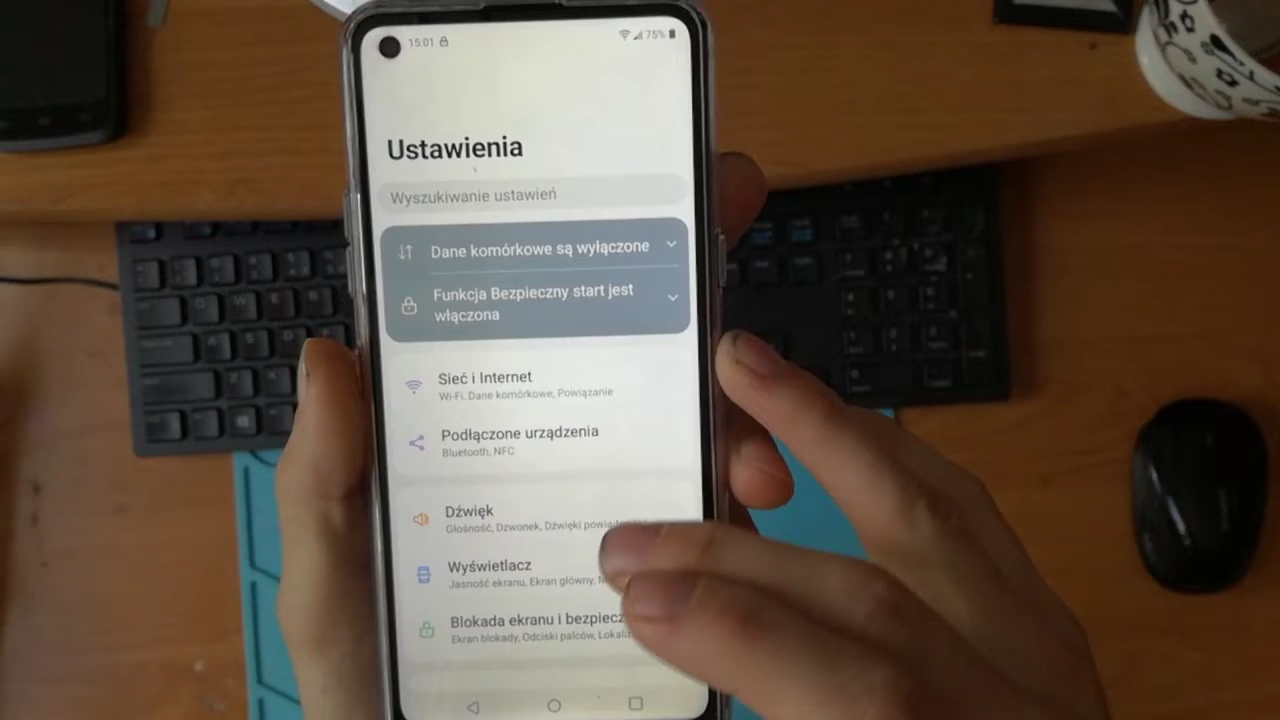 15:01
75%
Ustawienia
Wyszukiwanie ustawień
Dane komórkowe są wyłączone
Funkcja Bezpieczny start jest
włączona
Sieć i Internet
Wi-Fi, Dane komórkowe, Powiązanie
Podłączone urządzenia
Bluetooth, NFC
Dźwięk
Głośność, Dzwonek, Dźwięki
Wyświetlacz
Jasność ekranu, Ekran główny,
Blokada ekranu i
Ekran blokady, Odciski palców,